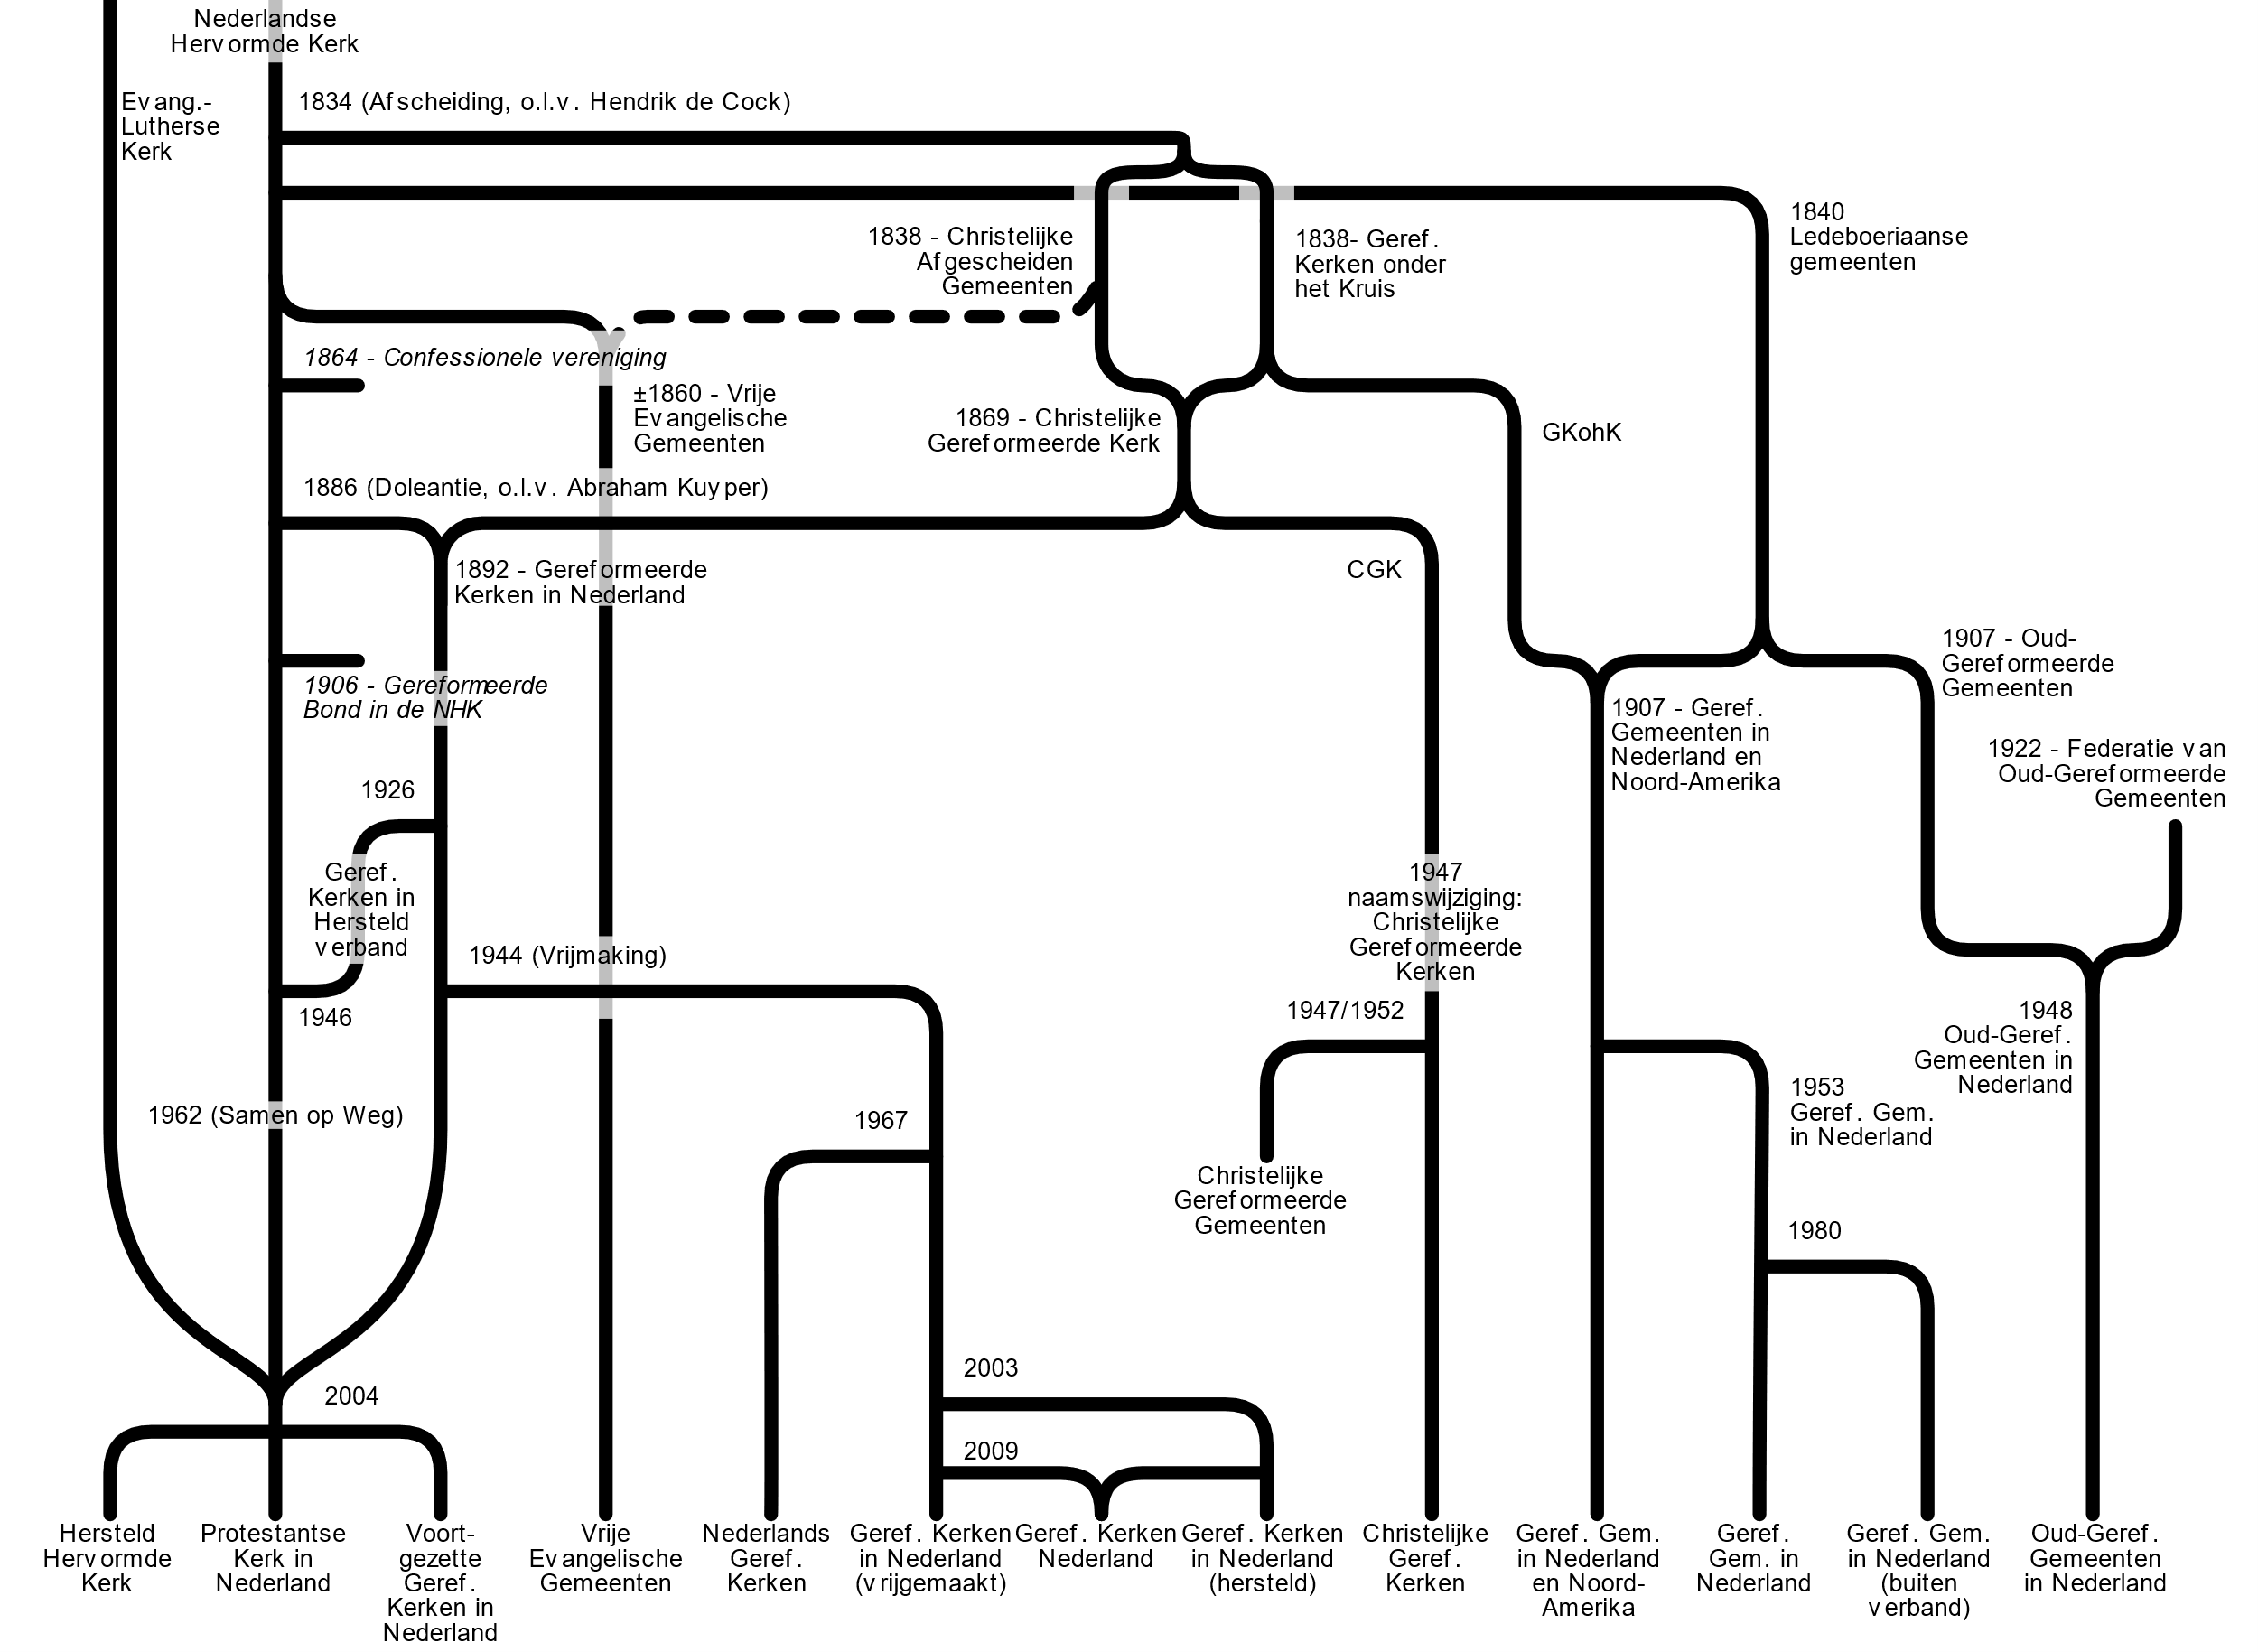 Nederlandse
Hervormde Kerk
Evang.-
Lutherse
Kerk
1834 (Afscheiding, o.l.v. Hendrik de Cock)
1840
Ledeboeriaanse
gemeenten
1838 - Christelijke
Afgescheiden
Gemeenten
1838- Geref.
Kerken onder
het Kruis
1864 - Confessionele vereniging
±1860 - Vrije
Evangelische
Gemeenten
1869 - Christelijke
Gereformeerde Kerk
GKohK
1886 (Doleantie, o.l.v. Abraham Kuyper)
1892 - Gereformeerde
Kerken in Nederland
CGK
1907 - Oud-
Gereformeerde
Gemeenten
1906 - Gereformeerde
Bond in de NHK
1907 - Geref.
Gemeenten in
Nederland en
Noord-Amerika
1922 - Federatie van
Oud-Gereformeerde
Gemeenten
1926
Geref.
Kerken in
Hersteld
verband
1947
naamswijziging:
Christelijke
Gereformeerde
Kerken
1944 (Vrijmaking)
1946
1947/1952
1948
Oud-Geref.
Gemeenten in
Nederland
1953
Geref. Gem.
in Nederland
1962 (Samen op Weg)
1967
Christelijke
Gereformeerde
Gemeenten
1980
2003
2004
2009
Hersteld
Hervormde
Kerk
Protestantse
Kerk in
Nederland
Voort-
gezette
Geref.
Kerken in
Nederland
Vrije
Evangelische
Gemeenten
Nederlands
Geref.
Kerken
Geref. Kerken
in Nederland
(vrijgemaakt)
Geref. Kerken
Nederland
Geref. Kerken
in Nederland
(hersteld)
Christelijke
Geref.
Kerken
Geref. Gem.
in Nederland
en Noord-
Amerika
Geref.
Gem. in
Nederland
Geref. Gem.
in Nederland
(buiten
verband)
Oud-Geref.
Gemeenten
in Nederland